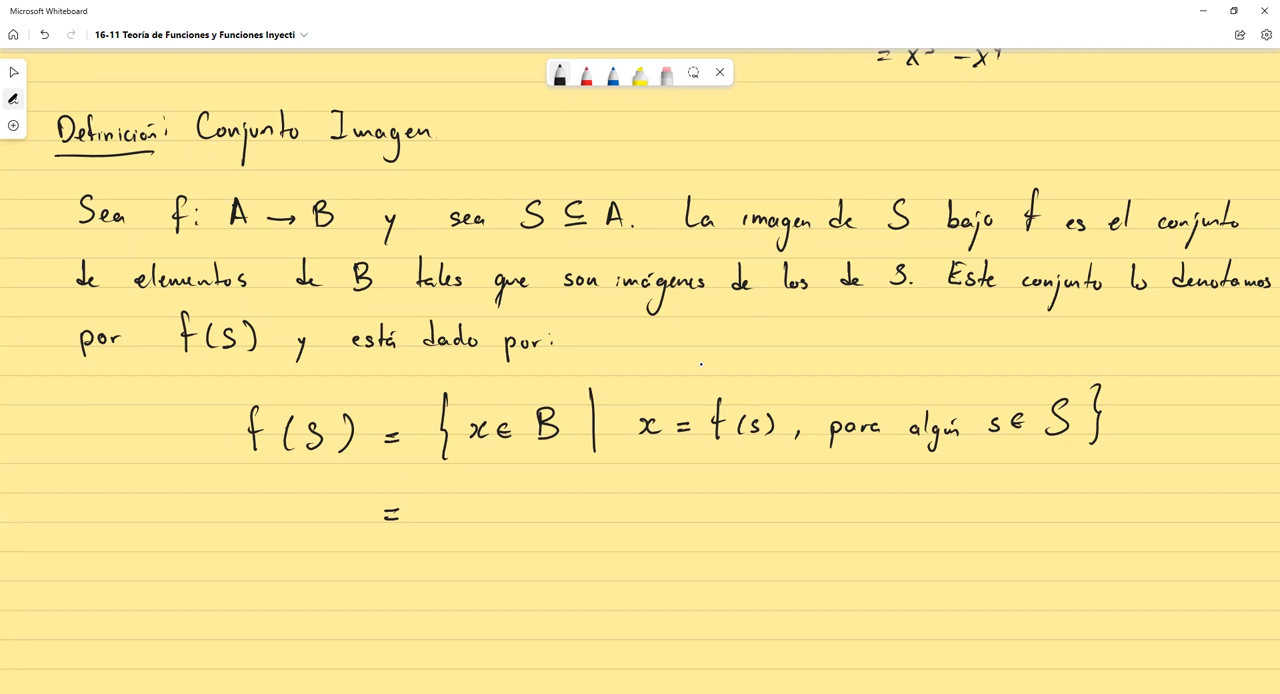 Microsoft Whiteboard
16-11 Teoría de Funciones y Funciones Inyecti
= x³ - x⁴
Definición: Conjunto Imagen
Sea f: A → B y sea S ⊆ A. La imagen de S bajo f es el conjunto
de elementos de B tales que son imágenes de los de S. Este conjunto lo denotamos
por f(S) y está dado por:
f(S) = { x ∈ B | x = f(s), para algún s ∈ S }
=